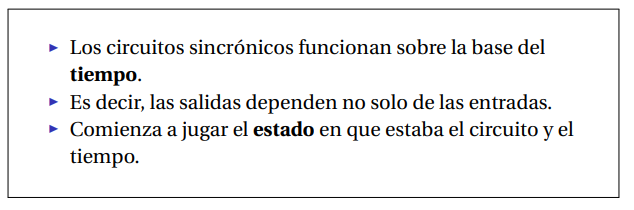 ▶ Los circuitos sincrónicos funcionan sobre la base del
tiempo.
▶ Es decir, las salidas dependen no solo de las entradas.
▶ Comienza a jugar el estado en que estaba el circuito y el
tiempo.